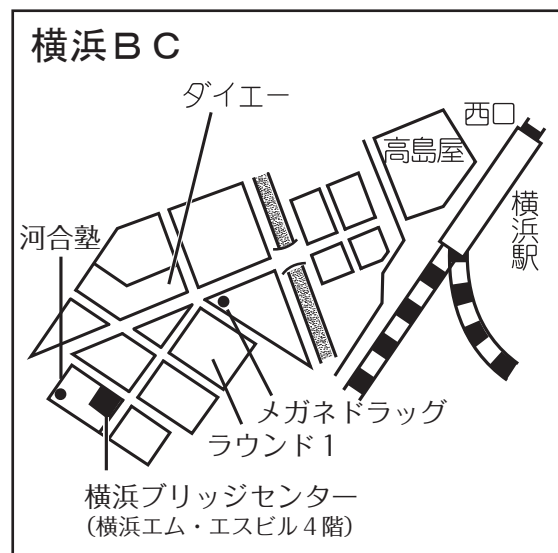 横浜ＢＣ
ダイエー
西口
高島屋
横浜駅
河合塾
メガネドラッグ
ラウンド１
横浜ブリッジセンター
（横浜エム・エスビル４階）